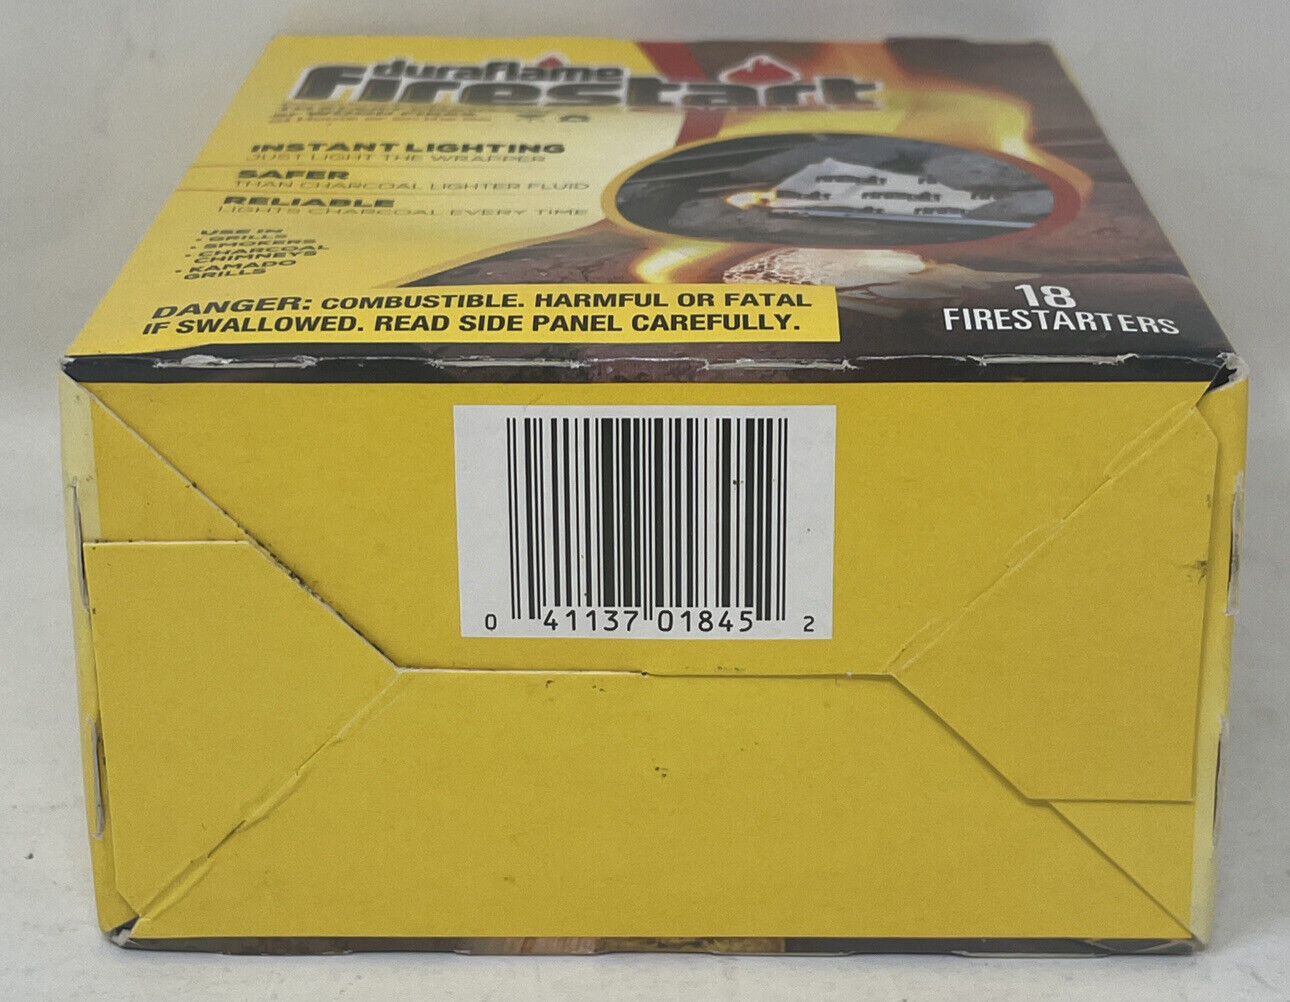 duraflame
firestart
INSTANT LIGHTING
JUST LIGHT THE WRAPPER
SAFER
THAN CHARCOAL LIGHTER FLUID
RELIABLE
LIGHTS CHARCOAL EVERY TIME
USE IN
• GRILLS
• SMOKERS
• CHARCOAL
CHIMNEYS
• KAMADO
GRILLS
DANGER: COMBUSTIBLE. HARMFUL OR FATAL
IF SWALLOWED. READ SIDE PANEL CAREFULLY.
18
FIRESTARTERS
0 41137 01845 2